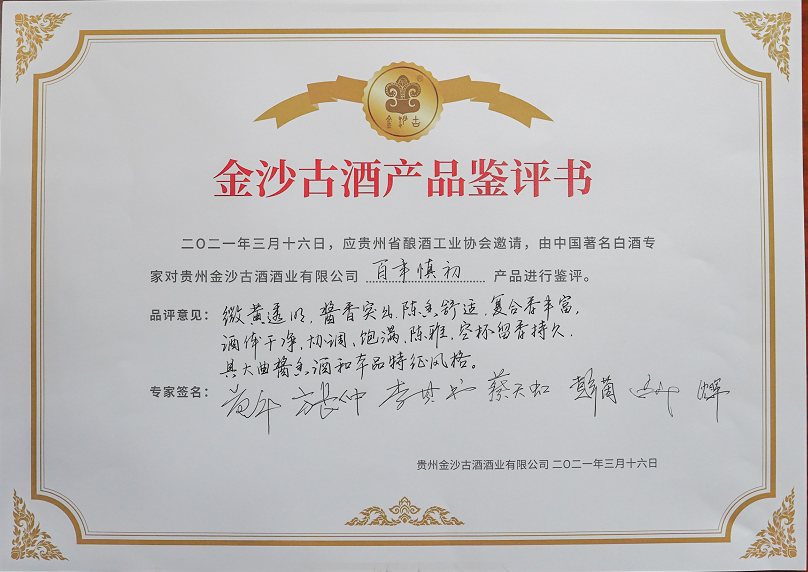 金沙古
金沙古酒产品鉴评书
二〇二一年三月十六日，应贵州省酿酒工业协会邀请，由中国著名白酒专
家对贵州金沙古酒酒业有限公司 百年慎初 产品进行鉴评。
品评意见：微黄透明，酱香突出，陈香舒适，复合香丰富，
酒体干净、协调、饱满、陈雅，空杯留香持久，
具大曲酱香酒和本品特征风格。
专家签名： 蔡天虹 彭茵
贵州金沙古酒酒业有限公司 二〇二一年三月十六日